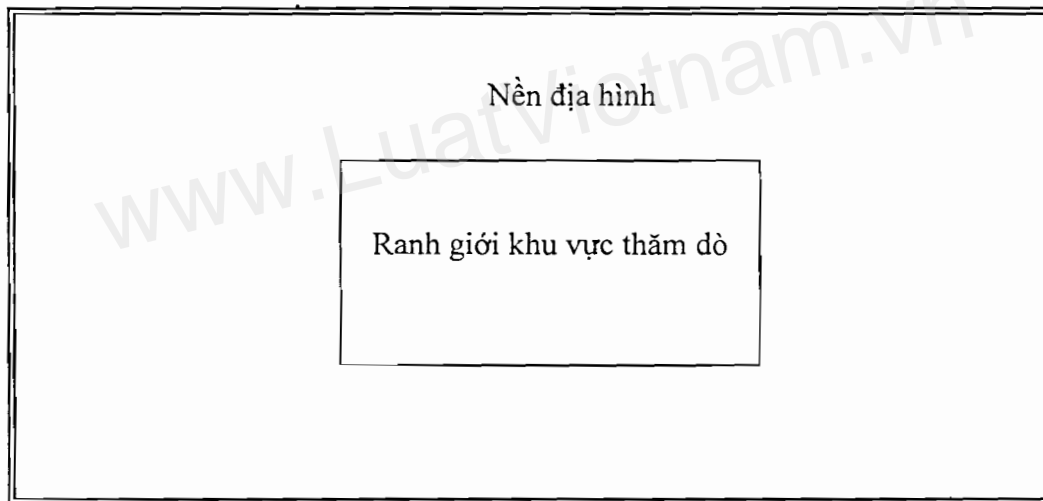 www.LuatVietnam.vn
Nền địa hình
Ranh giới khu vực thăm dò